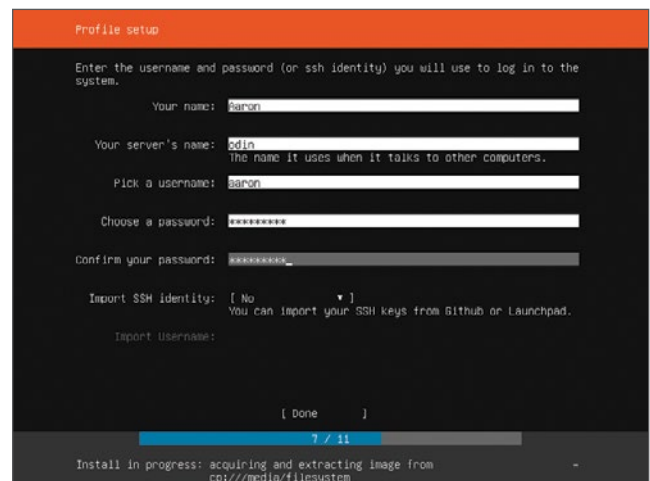 Profile setup
Enter the username and password (or ssh identity) you will use to log in to the
system.
Your name: Aaron
Your server's name: odin
The name it uses when it talks to other computers.
Pick a username: aaron
Choose a password: *********
Confirm your password: *********_
Import SSH identity: [ No ▾ ]
You can import your SSH keys from Github or Launchpad.
Import Username:
[ Done ]
7 / 11
Install in progress: acquiring and extracting image from -
cp:///media/filesystem